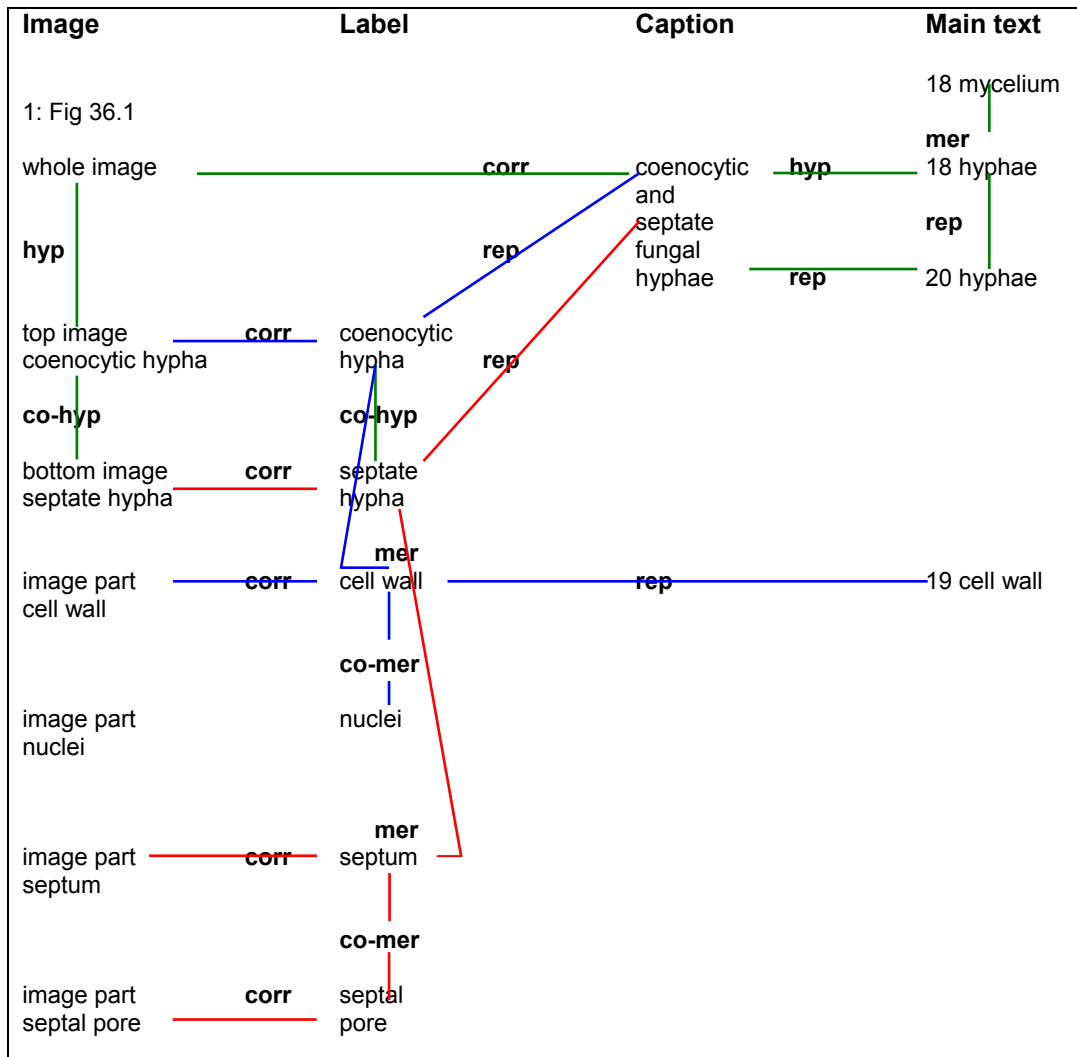 Image Label Caption Main text
18 mycelium
1: Fig 36.1
mer
whole image corr coenocytic hyp 18 hyphae
and
hyp rep septate rep
fungal
hyphae rep 20 hyphae
top image corr coenocytic
coenocytic hypha hypha rep
co-hyp co-hyp
bottom image corr septate
septate hypha hypha
mer
image part corr cell wall rep 19 cell wall
cell wall
co-mer
image part nuclei
nuclei
mer
image part corr septum
septum
co-mer
image part corr septal
septal pore pore